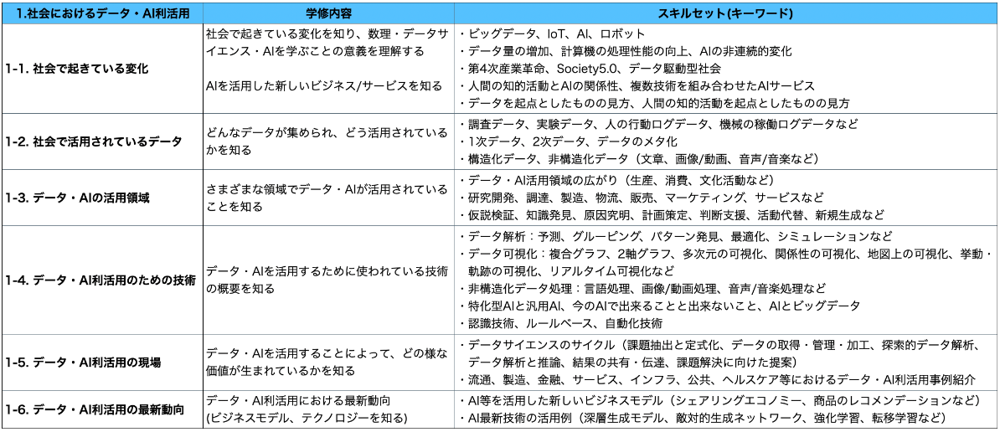 1.社会におけるデータ・AI利活用
学修内容
スキルセット(キーワード)
1-1. 社会で起きている変化
社会で起きている変化を知り、数理・データサ
イエンス・AIを学ぶことの意義を理解する
AIを活用した新しいビジネス/サービスを知る
・ビッグデータ、IoT、AI、ロボット
・データ量の増加、計算機の処理性能の向上、AIの非連続的変化
・第4次産業革命、Society5.0、データ駆動型社会
・人間の知的活動とAIの関係性、複数技術を組み合わせたAIサービス
・データを起点としたものの見方、人間の知的活動を起点としたものの見方
1-2. 社会で活用されているデータ
どんなデータが集められ、どう活用されている
かを知る
・調査データ、実験データ、人の行動ログデータ、機械の稼働ログデータなど
・1次データ、2次データ、データのメタ化
・構造化データ、非構造化データ（文章、画像/動画、音声/音楽など）
1-3. データ・AIの活用領域
さまざまな領域でデータ・AIが活用されている
ことを知る
・データ・AI活用領域の広がり（生産、消費、文化活動など）
・研究開発、調達、製造、物流、販売、マーケティング、サービスなど
・仮説検証、知識発見、原因究明、計画策定、判断支援、活動代替、新規生成など
1-4. データ・AI利活用のための技術
データ・AIを活用するために使われている技術
の概要を知る
・データ解析：予測、グルーピング、パターン発見、最適化、シミュレーションなど
・データ可視化：複合グラフ、2軸グラフ、多次元の可視化、関係性の可視化、地図上の可視化、挙動・
軌跡の可視化、リアルタイム可視化など
・非構造化データ処理：言語処理、画像/動画処理、音声/音楽処理など
・特化型AIと汎用AI、今のAIで出来ることと出来ないこと、AIとビッグデータ
・認識技術、ルールベース、自動化技術
1-5. データ・AI利活用の現場
データ・AIを活用することによって、どの様な
価値が生まれているかを知る
・データサイエンスのサイクル（課題抽出と定式化、データの取得・管理・加工、探索的データ解析、
データ解析と推論、結果の共有・伝達、課題解決に向けた提案）
・流通、製造、金融、サービス、インフラ、公共、ヘルスケア等におけるデータ・AI利活用事例紹介
1-6. データ・AI利活用の最新動向
データ・AI利活用における最新動向
(ビジネスモデル、テクノロジーを知る)
・AI等を活用した新しいビジネスモデル（シェアリングエコノミー、商品のレコメンデーションなど）
・AI最新技術の活用例（深層生成モデル、敵対的生成ネットワーク、強化学習、転移学習など）